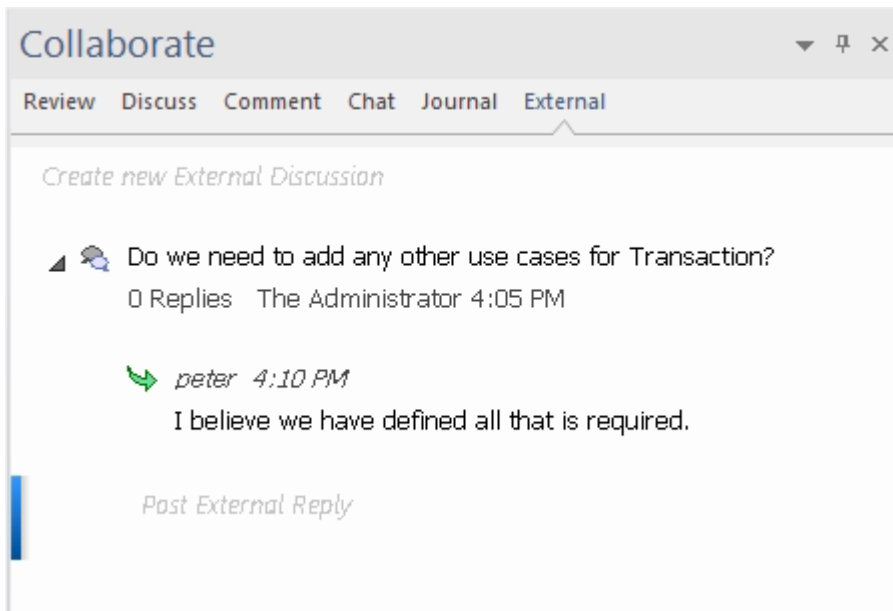 Collaborate
Review Discuss Comment Chat Journal External
Create new External Discussion
Do we need to add any other use cases for Transaction?
0 Replies The Administrator 4:05 PM
peter 4:10 PM
I believe we have defined all that is required.
Post External Reply